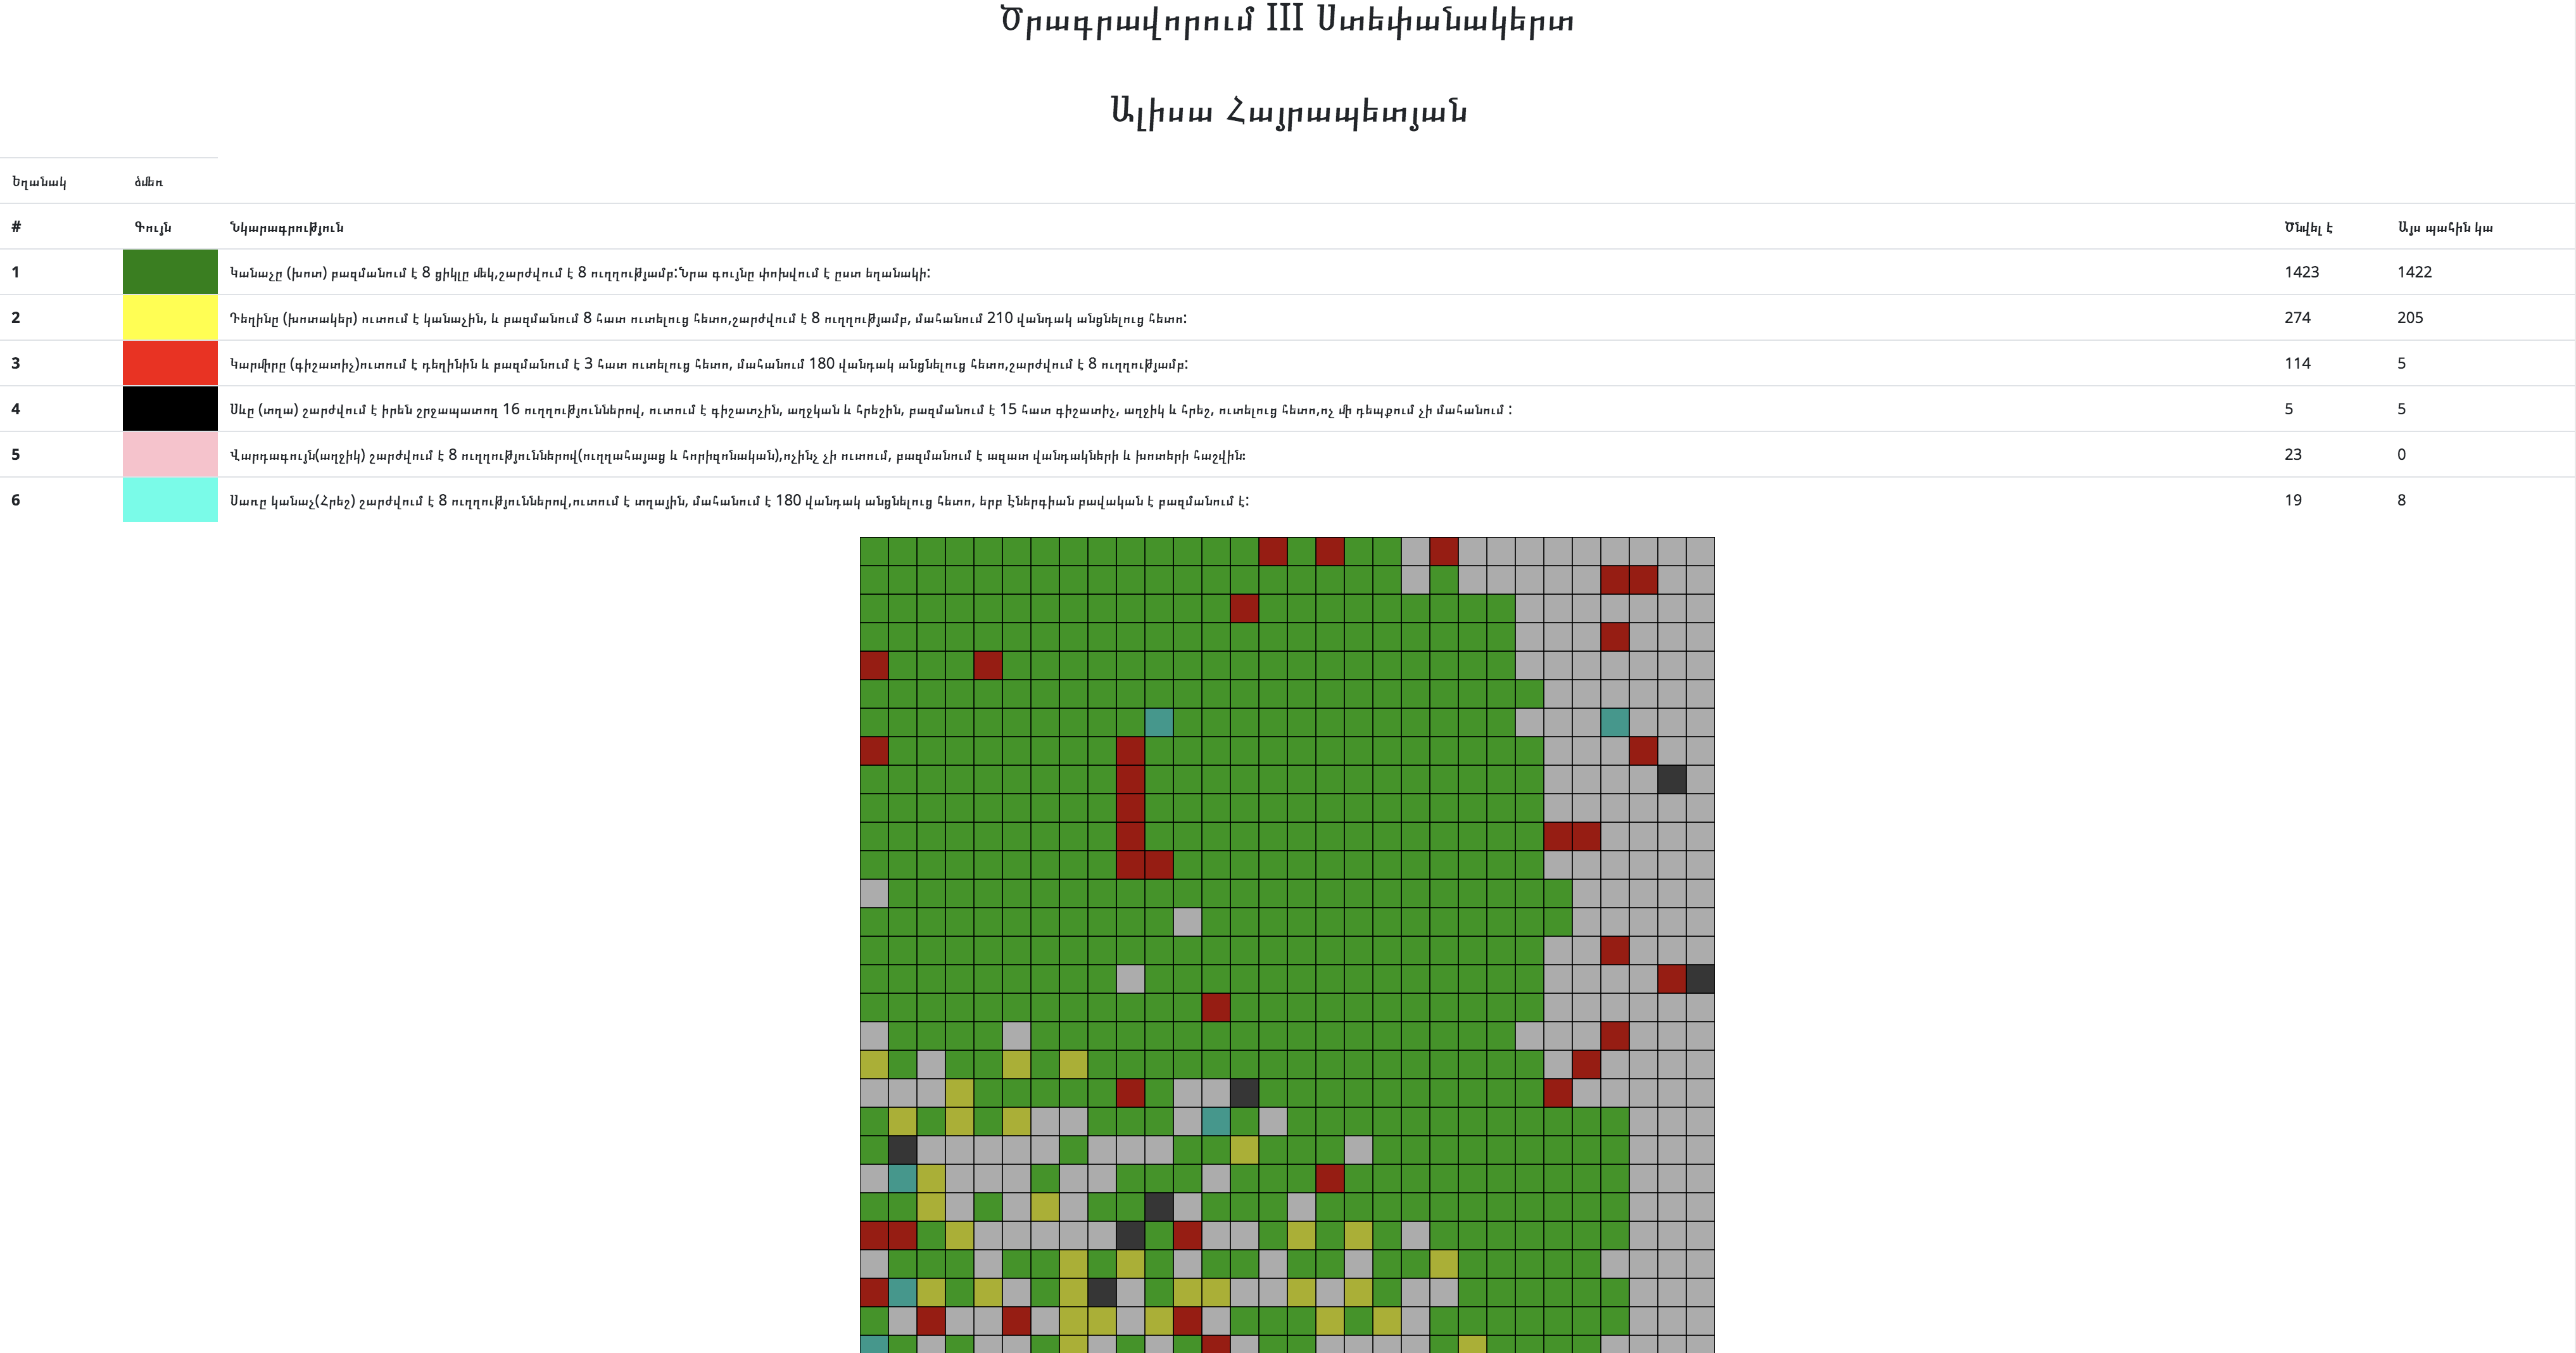 Ծրագրավորում III Ստեփանակերտ
Ալիսա Հայրապետյան
Եղանակ ձմեռ
# Գույն Նկարագրություն Ծնվել է Այս պահին կա
1 Կանաչը (խոտ) բազմանում է 8 ցիկլը մեկ,շարժվում է 8 ուղղությամբ:Նրա գույնը փոխվում է ըստ եղանակի: 1423 1422
2 Դեղինը (խոտակեր) ուտում է կանաչին, և բազմանում 8 հատ ուտելուց հետո,շարժվում է 8 ուղղությամբ, մահանում 210 վանդակ անցնելուց հետո: 274 205
3 Կարմիրը (գիշատիչ)ուտում է դեղինին և բազմանում է 3 հատ ուտելուց հետո, մահանում 180 վանդակ անցնելուց հետո,շարժվում է 8 ուղղությամբ: 114 5
4 Սևը (տղա) շարժվում է իրեն շրջապատող 16 ուղղություններով, ուտում է գիշատչին, աղջկան և հրեշին, բազմանում է 15 հատ գիշատիչ, աղջիկ և հրեշ, ուտելուց հետո,ոչ մի դեպքում չի մահանում : 5 5
5 Վարդագույն(աղջիկ) շարժվում է 8 ուղղություններով(ուղղահայաց և հորիզոնական),ոչինչ չի ուտում, բազմանում է ազատ վանդակների և խոտերի հաշվին: 23 0
6 Սառը կանաչ(Հրեշ) շարժվում է 8 ուղղություններով,ուտում է տղային, մահանում է 180 վանդակ անցնելուց հետո, երբ էներգիան բավական է բազմանում է: 19 8